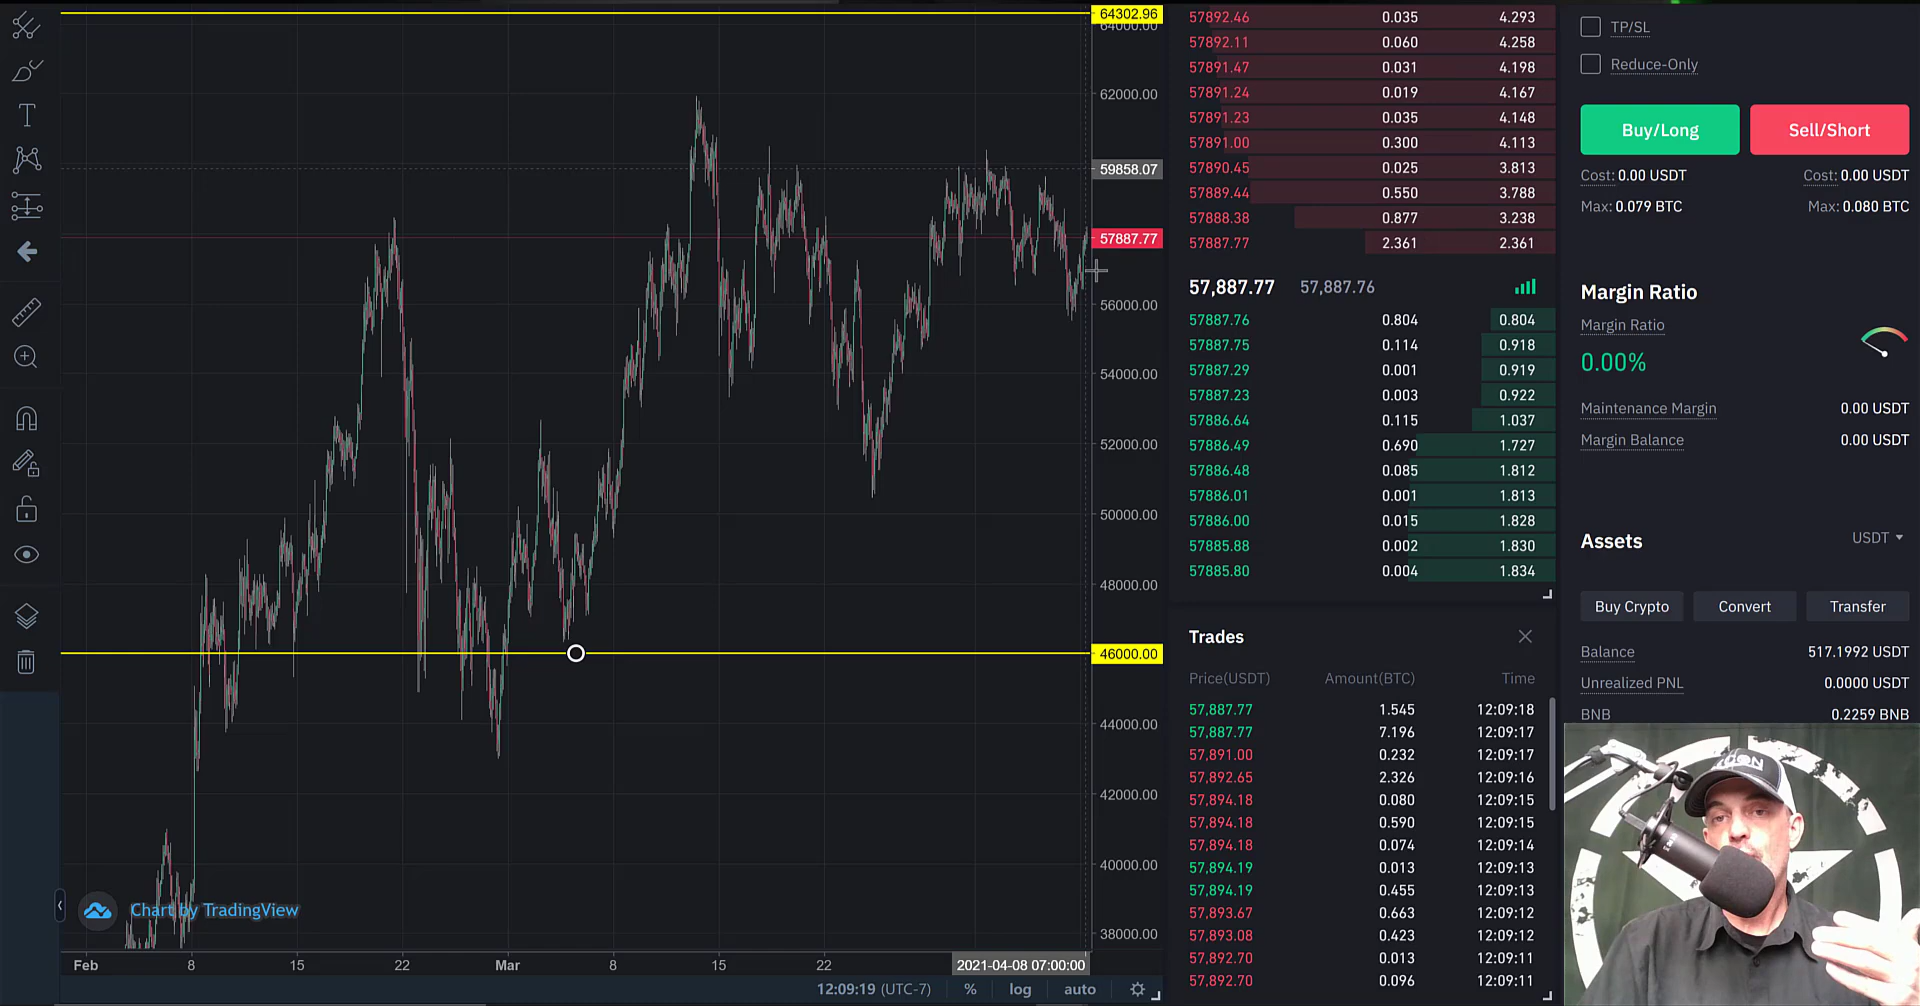 64302.96
64000.00
62000.00
59858.07
57887.77
56000.00
54000.00
52000.00
50000.00
48000.00
46000.00
44000.00
42000.00
40000.00
38000.00
Chart by TradingView
Feb 8 15 22 Mar 8 15 22 2021-04-08 07:00:00
12:09:19 (UTC-7) % log auto
57892.46 0.035 4.293
57892.11 0.060 4.258
57891.47 0.031 4.198
57891.24 0.019 4.167
57891.23 0.035 4.148
57891.00 0.300 4.113
57890.45 0.025 3.813
57889.44 0.550 3.788
57888.38 0.877 3.238
57887.77 2.361 2.361
57,887.77 57,887.76
57887.76 0.804 0.804
57887.75 0.114 0.918
57887.29 0.001 0.919
57887.23 0.003 0.922
57886.64 0.115 1.037
57886.49 0.690 1.727
57886.48 0.085 1.812
57886.01 0.001 1.813
57886.00 0.015 1.828
57885.88 0.002 1.830
57885.80 0.004 1.834
Trades
Price(USDT) Amount(BTC) Time
57,887.77 1.545 12:09:18
57,887.77 7.196 12:09:17
57,891.00 0.232 12:09:17
57,892.65 2.326 12:09:16
57,894.18 0.080 12:09:15
57,894.18 0.590 12:09:15
57,894.18 0.074 12:09:14
57,894.19 0.013 12:09:13
57,894.19 0.455 12:09:13
57,893.67 0.663 12:09:12
57,893.08 0.423 12:09:12
57,892.70 0.013 12:09:11
57,892.70 0.096 12:09:11
TP/SL
Reduce-Only
Buy/Long Sell/Short
Cost: 0.00 USDT Cost: 0.00 USDT
Max: 0.079 BTC Max: 0.080 BTC
Margin Ratio
Margin Ratio
0.00%
Maintenance Margin 0.00 USDT
Margin Balance 0.00 USDT
Assets USDT
Buy Crypto Convert Transfer
Balance 517.1992 USDT
Unrealized PNL 0.0000 USDT
BNB 0.2259 BNB